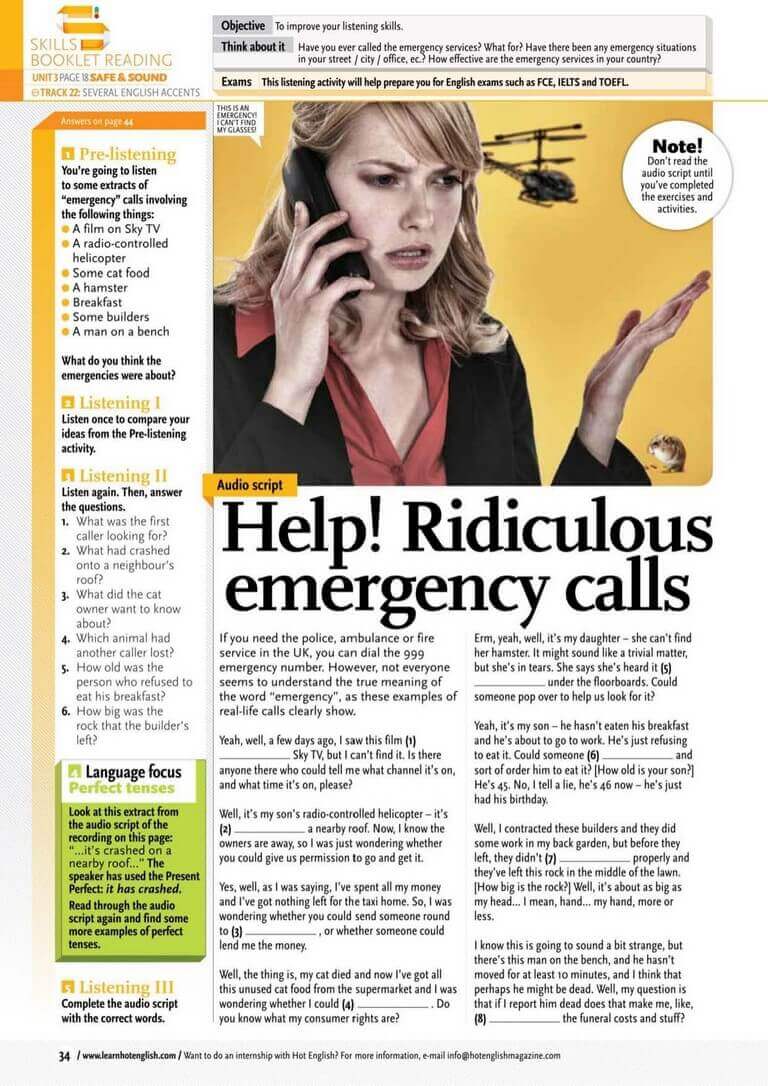 SKILLS
BOOKLET READING
UNIT 3 PAGE 18 SAFE & SOUND
TRACK 22: SEVERAL ENGLISH ACCENTS
Objective To improve your listening skills.
Think about it Have you ever called the emergency services? What for? Have there been any emergency situations
in your street / city / office, ec.? How effective are the emergency services in your country?
Exams This listening activity will help prepare you for English exams such as FCE, IELTS and TOEFL.
Answers on page 44
1 Pre-listening
You're going to listen
to some extracts of
"emergency" calls involving
the following things:
A film on Sky TV
A radio-controlled
helicopter
Some cat food
A hamster
Breakfast
Some builders
A man on a bench
What do you think the
emergencies were about?
2 Listening I
Listen once to compare your
ideas from the Pre-listening
activity.
3 Listening II
Listen again. Then, answer
the questions.
1. What was the first
caller looking for?
2. What had crashed
onto a neighbour's
roof?
3. What did the cat
owner want to know
about?
4. Which animal had
another caller lost?
5. How old was the
person who refused to
eat his breakfast?
6. How big was the
rock that the builder's
left?
4 Language focus
Perfect tenses
Look at this extract from
the audio script of the
recording on this page:
"...it's crashed on a
nearby roof..." The
speaker has used the Present
Perfect: it has crashed.
Read through the audio
script again and find some
more examples of perfect
tenses.
5 Listening III
Complete the audio script
with the correct words.
THIS IS AN
EMERGENCY!
I CAN'T FIND
MY GLASSES!
Note!
Don't read the
audio script until
you've completed
the exercises and
activities.
Audio script
Help! Ridiculous
emergency calls
If you need the police, ambulance or fire
service in the UK, you can dial the 999
emergency number. However, not everyone
seems to understand the true meaning of
the word "emergency", as these examples of
real-life calls clearly show.
Yeah, well, a few days ago, I saw this film (1)
____________ Sky TV, but I can't find it. Is there
anyone there who could tell me what channel it's on,
and what time it's on, please?
Well, it's my son's radio-controlled helicopter – it's
(2) ____________ a nearby roof. Now, I know the
owners are away, so I was just wondering whether
you could give us permission to go and get it.
Yes, well, as I was saying, I've spent all my money
and I've got nothing left for the taxi home. So, I was
wondering whether you could send someone round
to (3) ____________ , or whether someone could
lend me the money.
Well, the thing is, my cat died and now I've got all
this unused cat food from the supermarket and I was
wondering whether I could (4) ____________ . Do
you know what my consumer rights are?
Erm, yeah, well, it's my daughter – she can't find
her hamster. It might sound like a trivial matter,
but she's in tears. She says she's heard it (5)
____________ under the floorboards. Could
someone pop over to help us look for it?
Yeah, it's my son – he hasn't eaten his breakfast
and he's about to go to work. He's just refusing
to eat it. Could someone (6) ____________ and
sort of order him to eat it? [How old is your son?]
He's 45. No, I tell a lie, he's 46 now – he's just
had his birthday.
Well, I contracted these builders and they did
some work in my back garden, but before they
left, they didn't (7) ____________ properly and
they've left this rock in the middle of the lawn.
[How big is the rock?] Well, it's about as big as
my head... I mean, hand... my hand, more or
less.
I know this is going to sound a bit strange, but
there's this man on the bench, and he hasn't
moved for at least 10 minutes, and I think that
perhaps he might be dead. Well, my question is
that if I report him dead does that make me, like,
(8) ____________ the funeral costs and stuff?
34 / www.learnhotenglish.com / Want to do an internship with Hot English? For more information, e-mail info@hotenglishmagazine.com